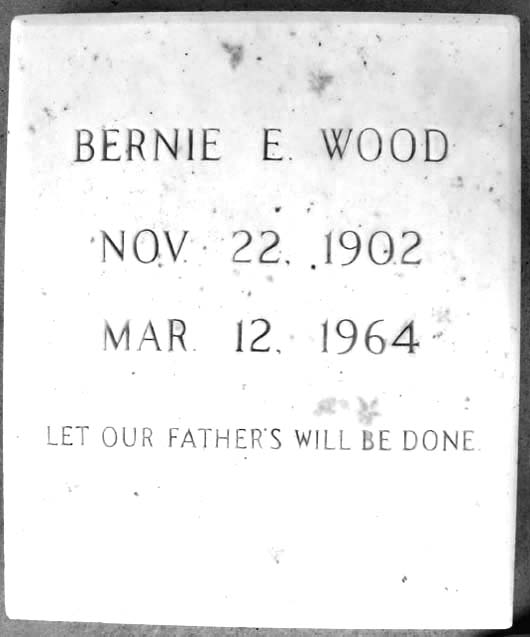 BERNIE E. WOOD
NOV. 22, 1902
MAR. 12, 1964
LET OUR FATHER'S WILL BE DONE.